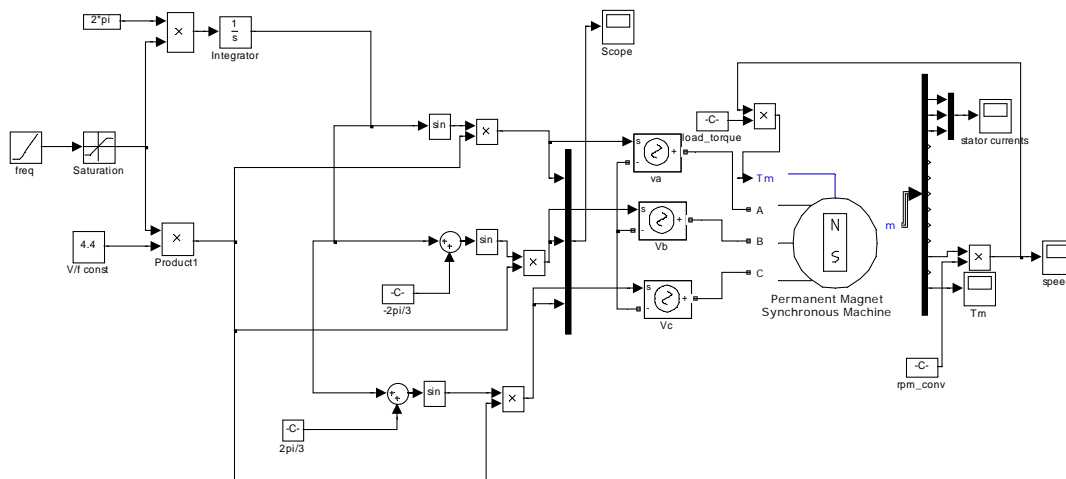 2*pi
×
1
s
Integrator
Scope
freq
Saturation
sin
×
-C-
load_torque
×
stator currents
s
-
+
va
Tm
A
4.4
V/f const
×
Product1
+
+
sin
×
s
-
+
Vb
B
N
S
m
-C-
-2pi/3
s
-
+
Vc
C
Permanent Magnet
Synchronous Machine
×
spee
Tm
-C-
rpm_conv
+
+
sin
×
-C-
2pi/3